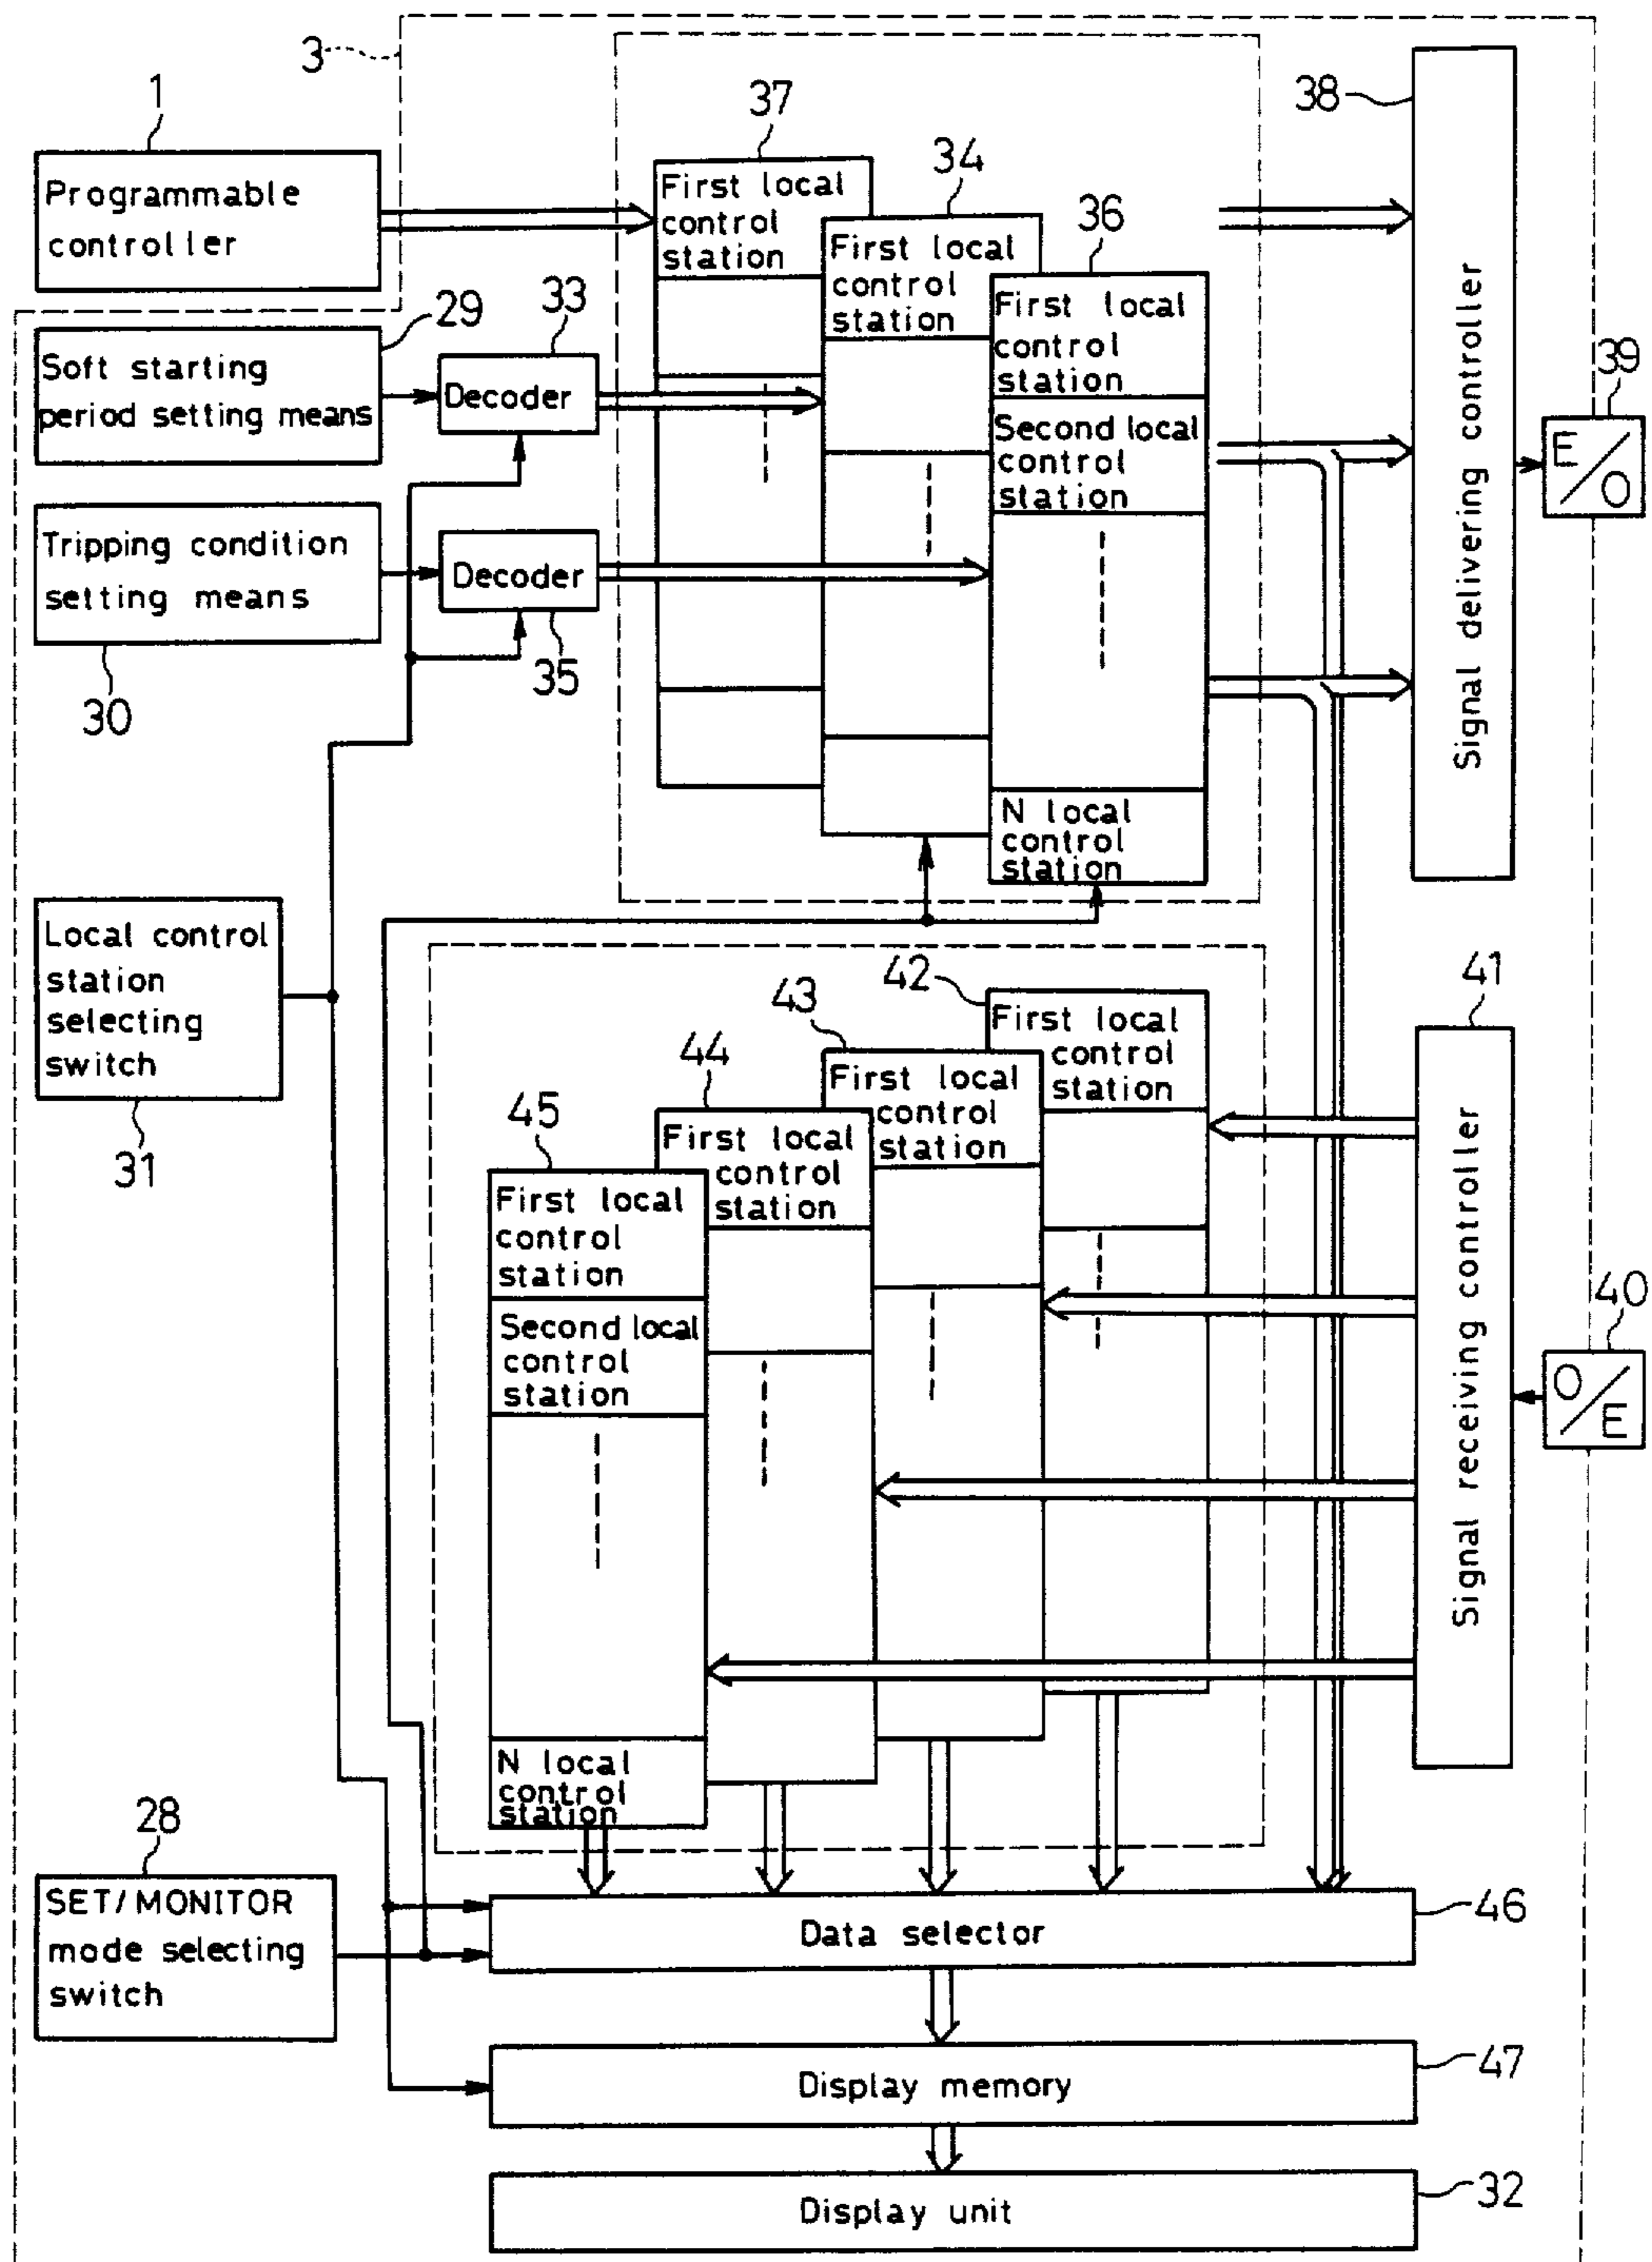 3
1
Programmable
controller
37
First local
control
station
34
First local
control
station
36
First local
control
station
Second local
control
station
N local
control
station
38
Signal delivering controller
29
Soft starting
period setting means
33
Decoder
39
E/O
Tripping condition
setting means
30
Decoder
35
Local control
station
selecting
switch
31
42
First local
control
station
43
First local
control
station
44
First local
control
station
45
First local
control
station
Second local
control
station
N local
control
station
41
Signal receiving controller
40
O/E
28
SET/MONITOR
mode selecting
switch
Data selector
46
Display memory
47
Display unit
32